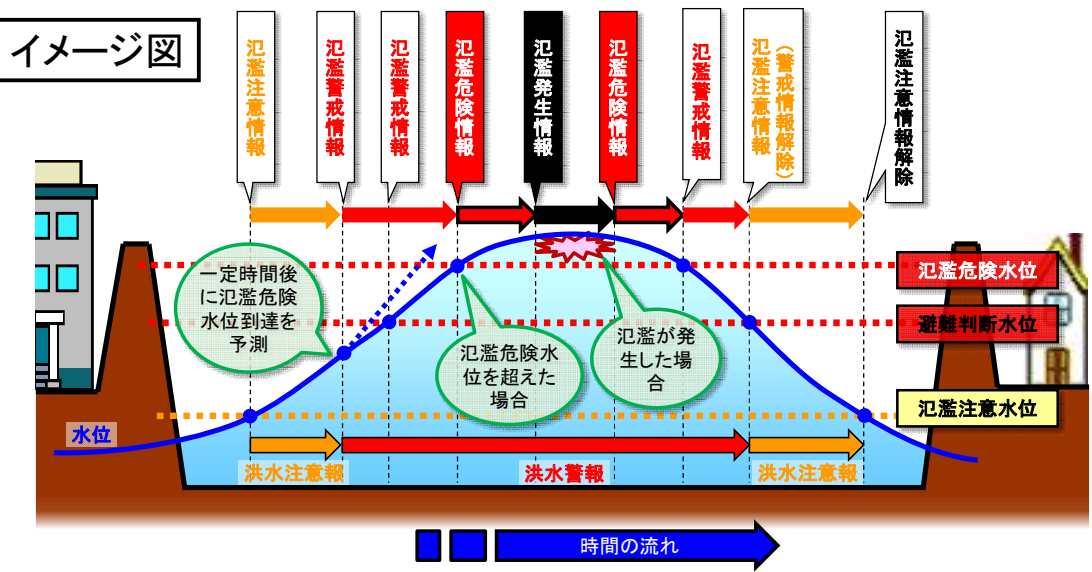 イメージ図
氾濫注意情報
氾濫警戒情報
氾濫警戒情報
氾濫危険情報
氾濫発生情報
氾濫危険情報
氾濫警戒情報
(警戒情報解除)
氾濫注意情報
氾濫注意情報解除
一定時間後
に氾濫危険
水位到達を
予測
氾濫危険水
位を超えた
場合
氾濫が発
生した場
合
氾濫危険水位
避難判断水位
氾濫注意水位
水位
洪水注意報
洪水警報
洪水注意報
時間の流れ